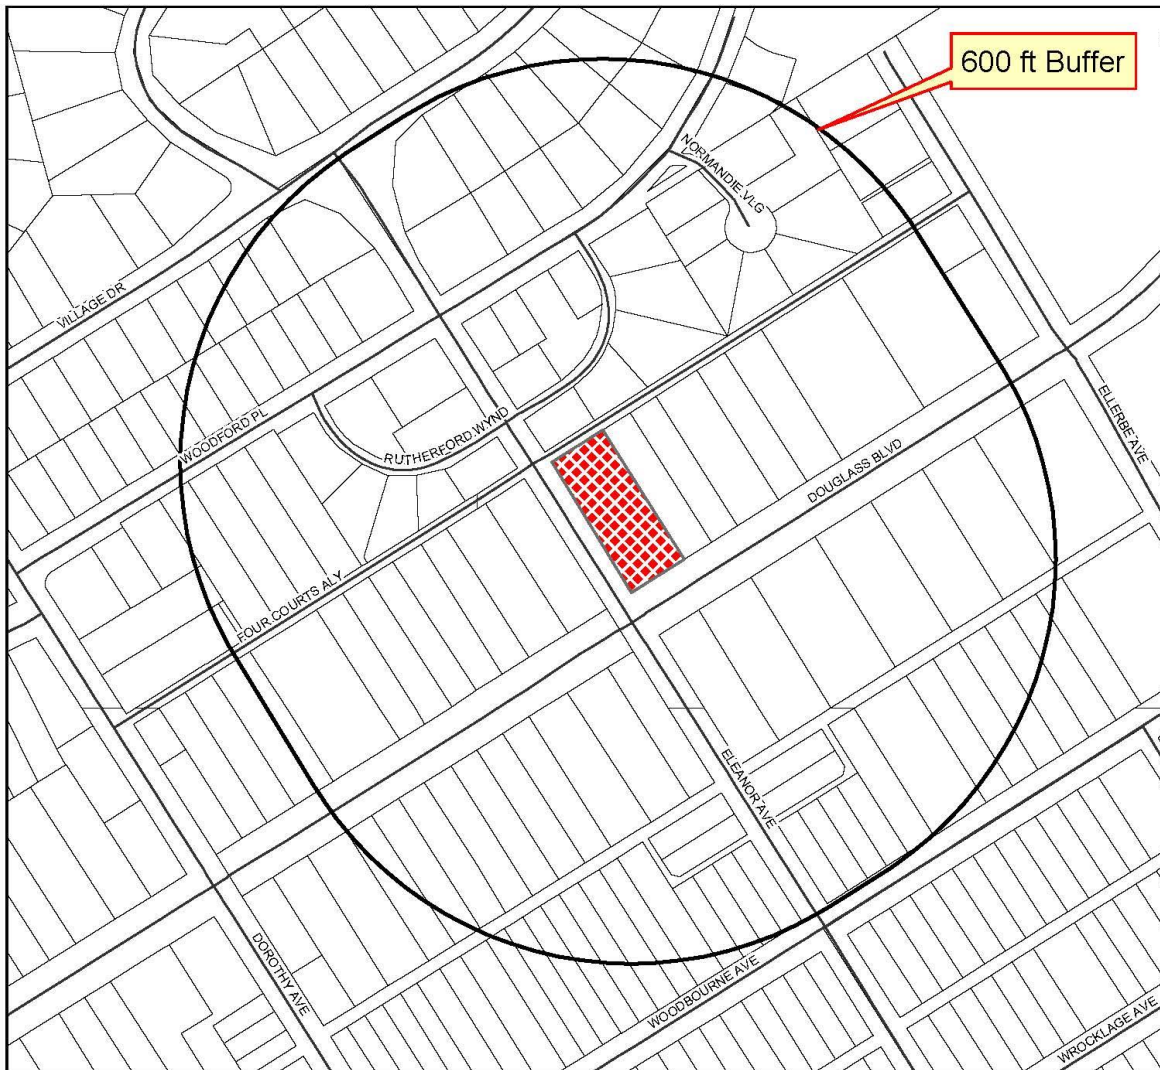 600 ft Buffer
NORMANDIE VLG
VILLAGE DR
WOODFORD PL
RUTHERFORD WYND
ELLERBE AVE
DOUGLASS BLVD
FOUR COURTS ALY
ELEANOR AVE
DOROTHY AVE
WOODBOURNE AVE
WROCKLAGE AVE